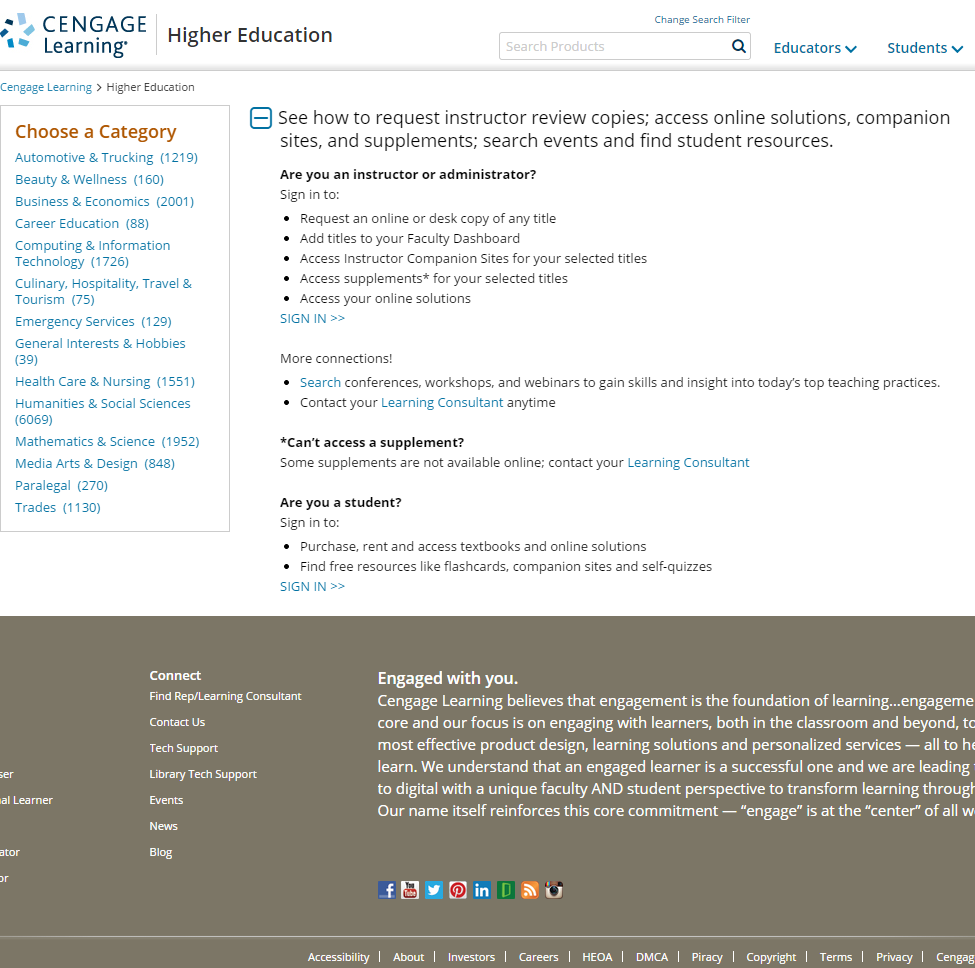 CENGAGE
Learning
Higher Education
Change Search Filter
Search Products
Educators
Students
Cengage Learning > Higher Education
Choose a Category
Automotive & Trucking (1219)
Beauty & Wellness (160)
Business & Economics (2001)
Career Education (88)
Computing & Information
Technology (1726)
Culinary, Hospitality, Travel &
Tourism (75)
Emergency Services (129)
General Interests & Hobbies
(39)
Health Care & Nursing (1551)
Humanities & Social Sciences
(6069)
Mathematics & Science (1952)
Media Arts & Design (848)
Paralegal (270)
Trades (1130)
See how to request instructor review copies; access online solutions, companion
sites, and supplements; search events and find student resources.
Are you an instructor or administrator?
Sign in to:
• Request an online or desk copy of any title
• Add titles to your Faculty Dashboard
• Access Instructor Companion Sites for your selected titles
• Access supplements* for your selected titles
• Access your online solutions
SIGN IN >>
More connections!
• Search conferences, workshops, and webinars to gain skills and insight into today's top teaching practices.
• Contact your Learning Consultant anytime
*Can't access a supplement?
Some supplements are not available online; contact your Learning Consultant
Are you a student?
Sign in to:
• Purchase, rent and access textbooks and online solutions
• Find free resources like flashcards, companion sites and self-quizzes
SIGN IN >>
ser
al Learner
ator
or
Connect
Find Rep/Learning Consultant
Contact Us
Tech Support
Library Tech Support
Events
News
Blog
Engaged with you.
Cengage Learning believes that engagement is the foundation of learning...engageme
core and our focus is on engaging with learners, both in the classroom and beyond, to
most effective product design, learning solutions and personalized services — all to he
learn. We understand that an engaged learner is a successful one and we are leading
to digital with a unique faculty AND student perspective to transform learning through
Our name itself reinforces this core commitment — "engage" is at the "center" of all w
You Tube
Accessibility | About | Investors | Careers | HEOA | DMCA | Piracy | Copyright | Terms | Privacy | Cengag